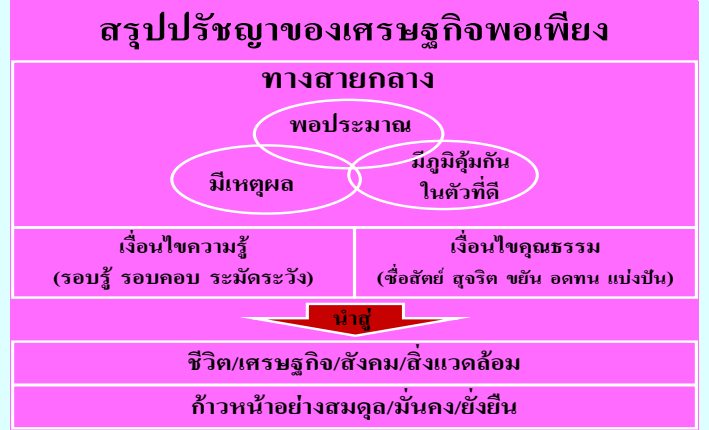 สรุปปรัชญาของเศรษฐกิจพอเพียง
ทางสายกลาง
พอประมาณ
มีเหตุผล
มีภูมิคุ้มกัน
ในตัวที่ดี
เงื่อนไขความรู้
(รอบรู้ รอบคอบ ระมัดระวัง)
เงื่อนไขคุณธรรม
(ซื่อสัตย์ สุจริต ขยัน อดทน แบ่งปัน)
นำสู่
ชีวิต/เศรษฐกิจ/สังคม/สิ่งแวดล้อม
ก้าวหน้าอย่างสมดุล/มั่นคง/ยั่งยืน